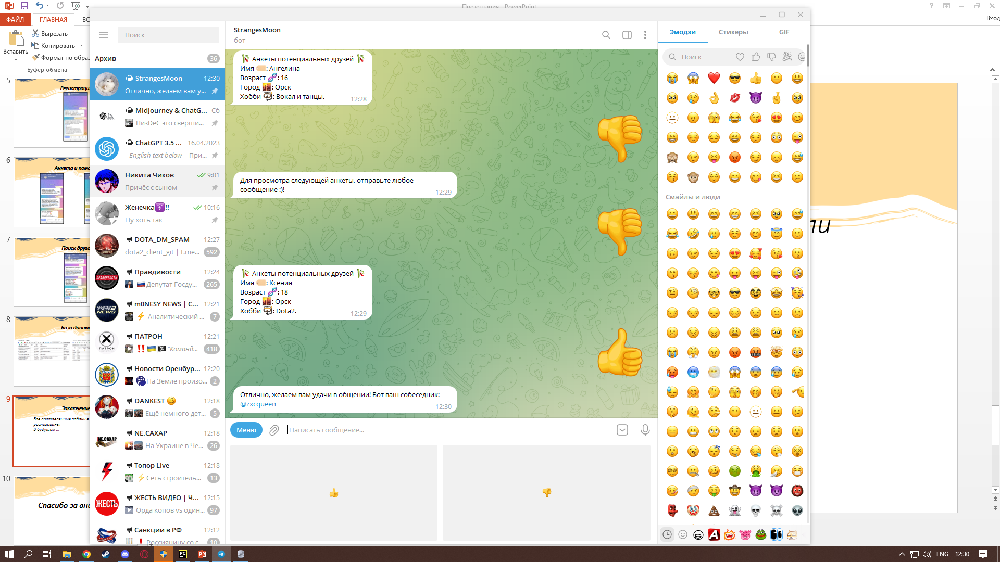 Презентация - PowerPoint
ФАЙЛ
ГЛАВНАЯ
Вход
Вставить
Вырезать
Копировать
Формат по образ
Буфер обмена
5
6
Анкета и помо
7
8
База данны
9
Заключение
Все поставленные задачи
реализованы.
В будущем ...
10
Спасибо за вни
Поиск
Архив
36
StrangesMoon
12:30
Отлично, желаем вам у...
Midjourney & ChatG...
Сб
ПизDeC это сверши...
ChatGPT 3.5 ...
16.04.2023
--English text below-- При...
Никита Чиков
9:01
Причёс с сыном
Женечка!!
10:16
Ну хоть так
DOTA_DM_SPAM
12:27
dota2_client_git | t.me...
592
Правдивости
12:24
Депутат Госду...
265
m0NESY NEWS | C...
12:21
Аналитический ...
7
ПАТРОН
12:21
‼️ "Команд...
418
Новости Оренбур...
12:20
На Земле произо...
2
DANKEST
12:18
Ещё немного дет...
5
NE.CAXAP
12:18
На Украине в Че...
26
Топор Live
12:18
Сеть строитель...
13
ЖЕСТЬ ВИДЕО | Ч...
12:15
Орда копов vs один...
97
Санкции в РФ
12:12
Россиянину со с
10
StrangesMoon
бот
Анкеты потенциальных друзей
Имя : Ангелина
Возраст : 16
Город : Орск
Хобби : Вокал и танцы.
12:28
Для просмотра следующей анкеты, отправьте любое
сообщение :)!
12:29
Анкеты потенциальных друзей
Имя : Ксения
Возраст : 18
Город : Орск
Хобби : Dota2.
12:29
Отлично, желаем вам удачи в общении! Вот ваш собеседник:
@zxcqueen
12:30
Меню
Написать сообщение...
Эмодзи
Стикеры
GIF
Поиск
Смайлы и люди
ENG
12:30